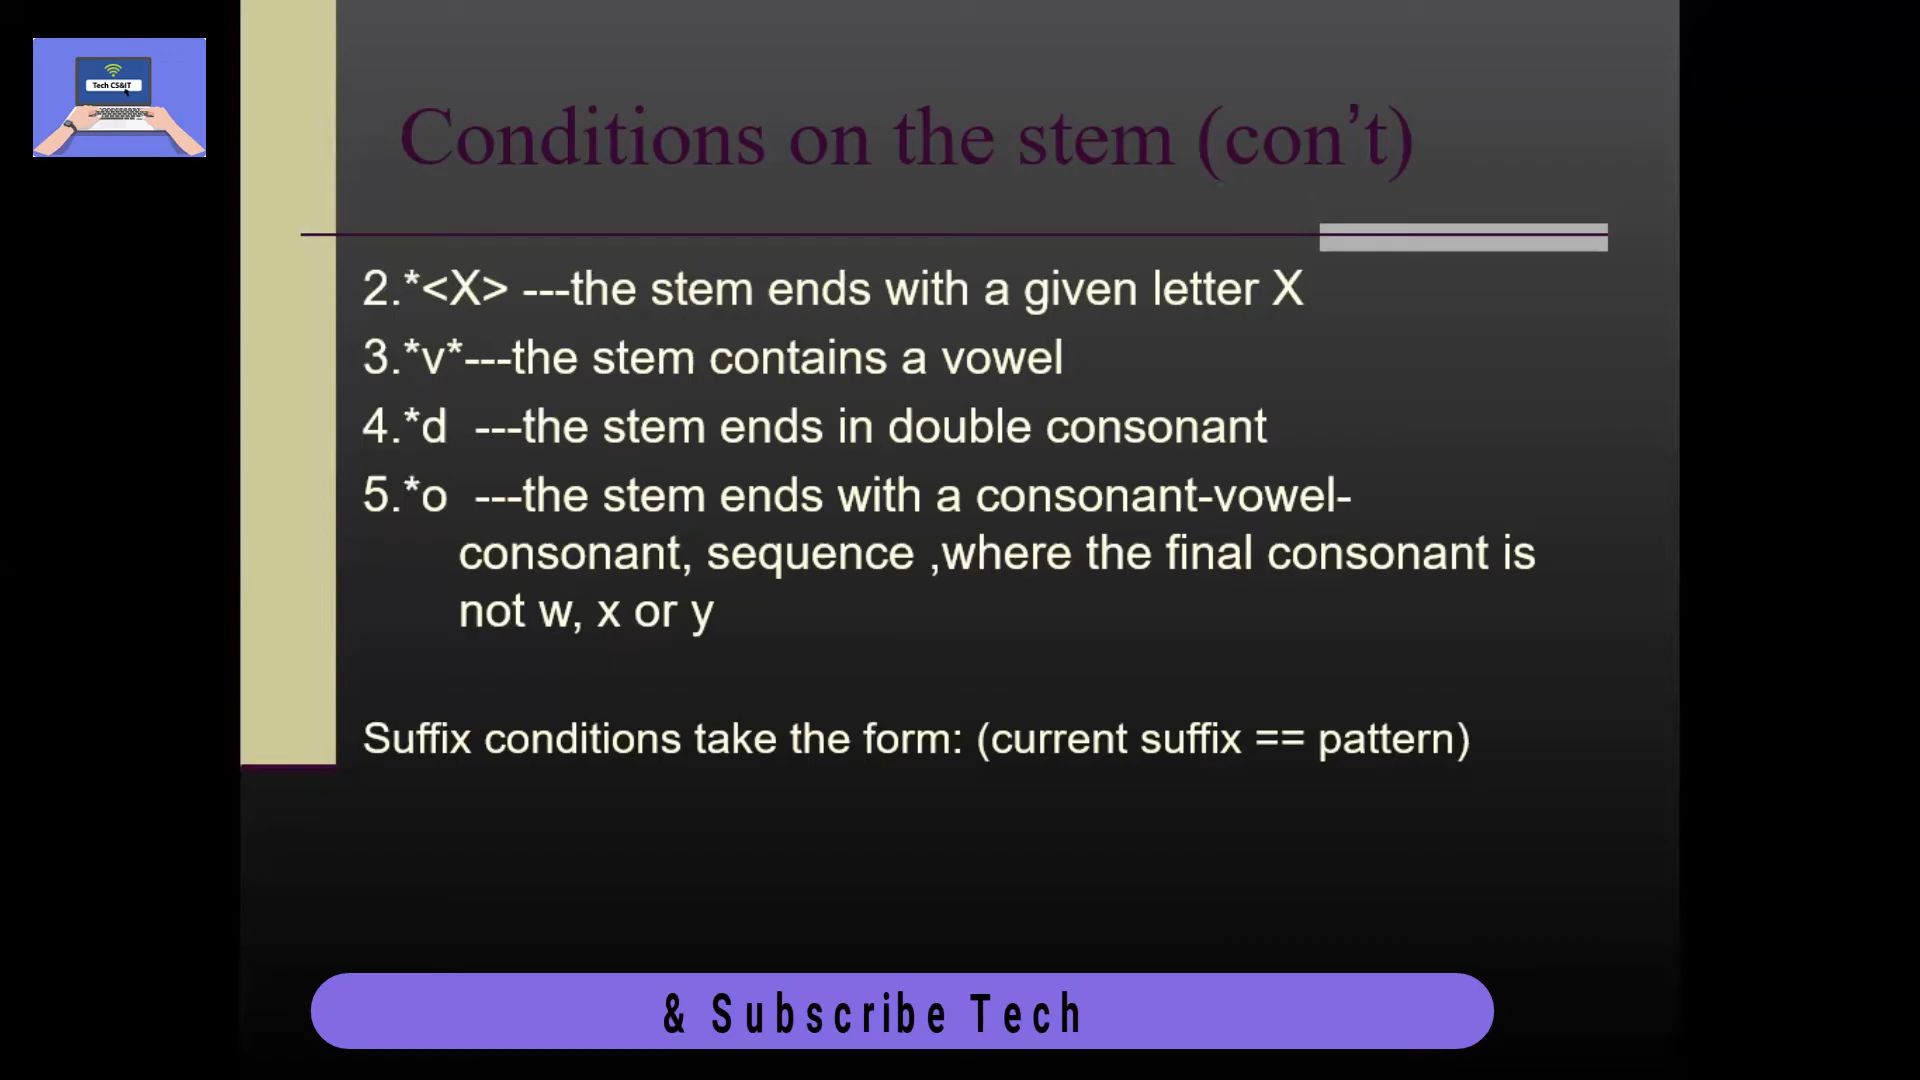 Tech CS&IT
Conditions on the stem (con’t)
2.*<X> ---the stem ends with a given letter X
3.*v*---the stem contains a vowel
4.*d ---the stem ends in double consonant
5.*o ---the stem ends with a consonant-vowel-
consonant, sequence ,where the final consonant is
not w, x or y
Suffix conditions take the form: (current suffix == pattern)
& Subscribe Tech